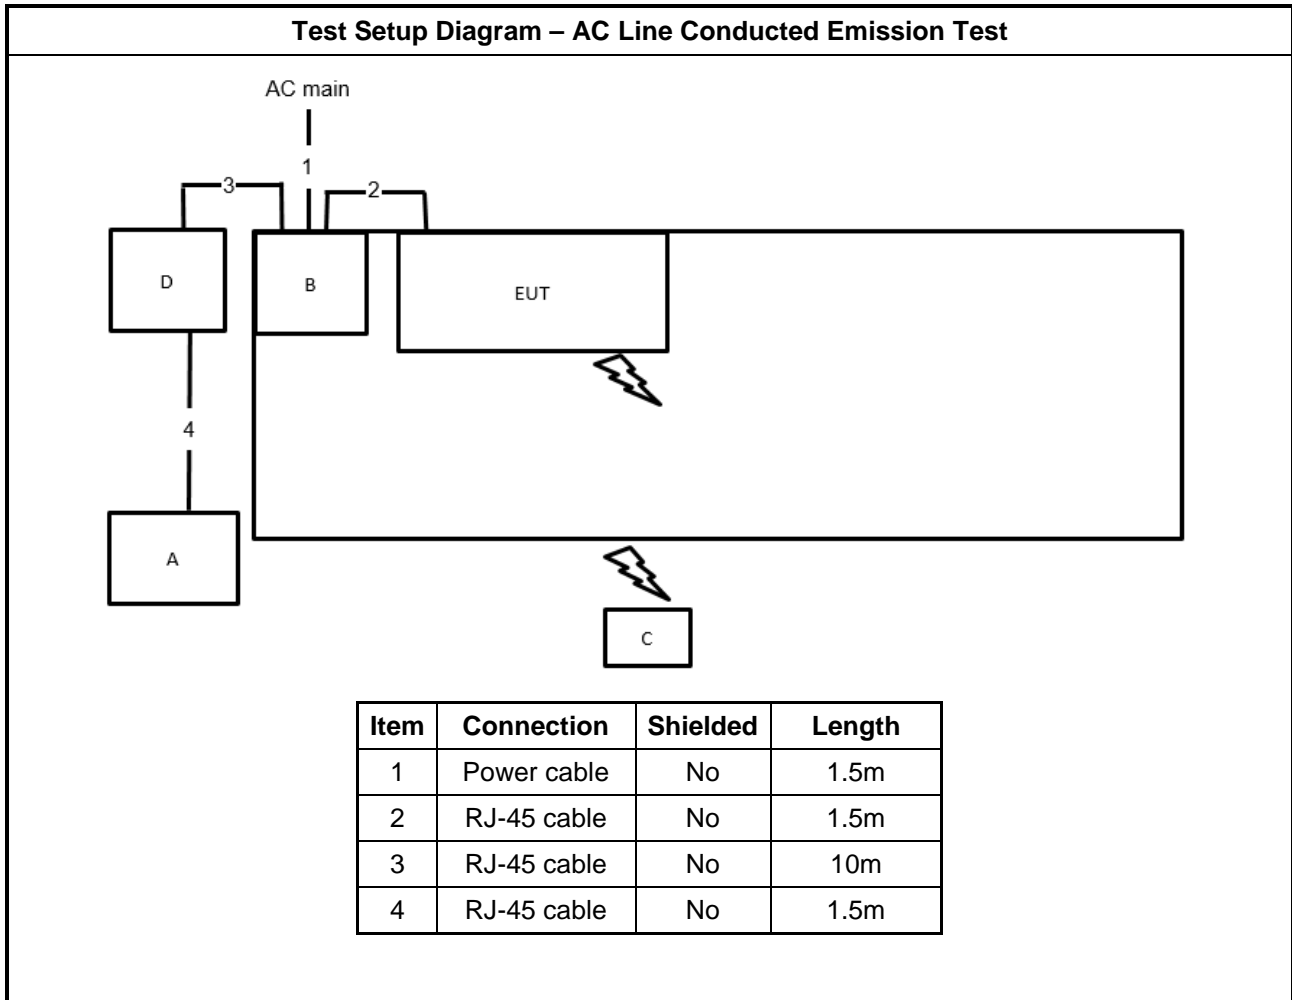 Test Setup Diagram – AC Line Conducted Emission Test
AC main
1
3
2
D
B
EUT
4
A
C
Item Connection Shielded Length
1 Power cable No 1.5m
2 RJ-45 cable No 1.5m
3 RJ-45 cable No 10m
4 RJ-45 cable No 1.5m